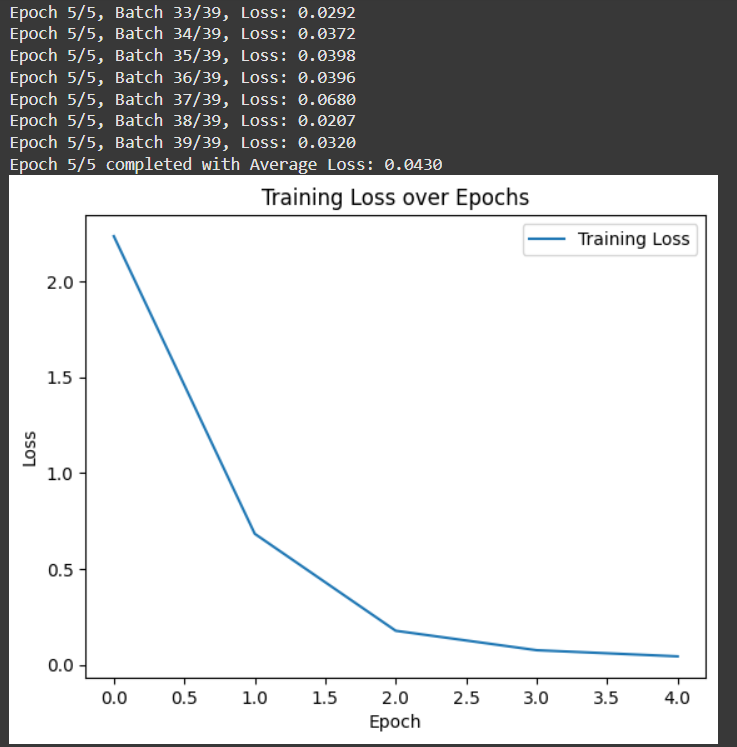 Epoch 5/5, Batch 33/39, Loss: 0.0292
Epoch 5/5, Batch 34/39, Loss: 0.0372
Epoch 5/5, Batch 35/39, Loss: 0.0398
Epoch 5/5, Batch 36/39, Loss: 0.0396
Epoch 5/5, Batch 37/39, Loss: 0.0680
Epoch 5/5, Batch 38/39, Loss: 0.0207
Epoch 5/5, Batch 39/39, Loss: 0.0320
Epoch 5/5 completed with Average Loss: 0.0430
Training Loss over Epochs
Training Loss
2.0
1.5
1.0
0.5
0.0
Loss
0.0 0.5 1.0 1.5 2.0 2.5 3.0 3.5 4.0
Epoch